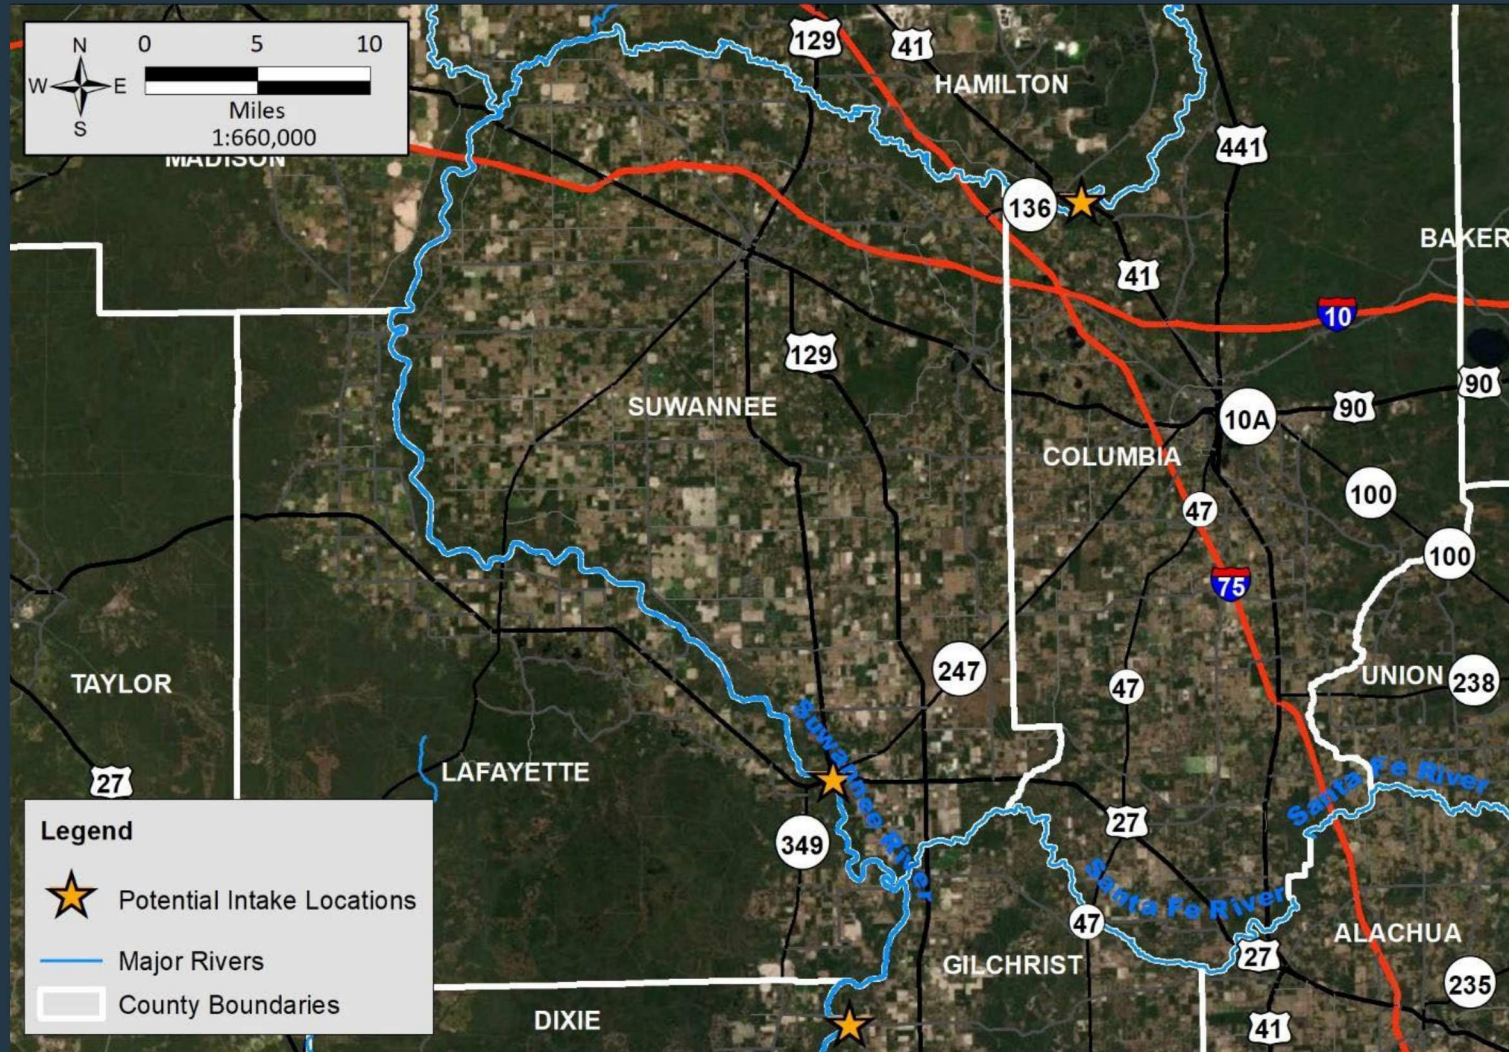 N
W E
S
0 5 10
Miles
1:660,000
129
41
HAMILTON
441
MADISON
136
BAKER
41
10
129
90
90
SUWANNEE
10A
COLUMBIA
100
47
100
75
247
UNION
238
TAYLOR
47
Suwannee River
LAFAYETTE
27
Santa Fe River
27
349
Santa Fe River
47
ALACHUA
27
GILCHRIST
235
DIXIE
41
Legend
Potential Intake Locations
Major Rivers
County Boundaries